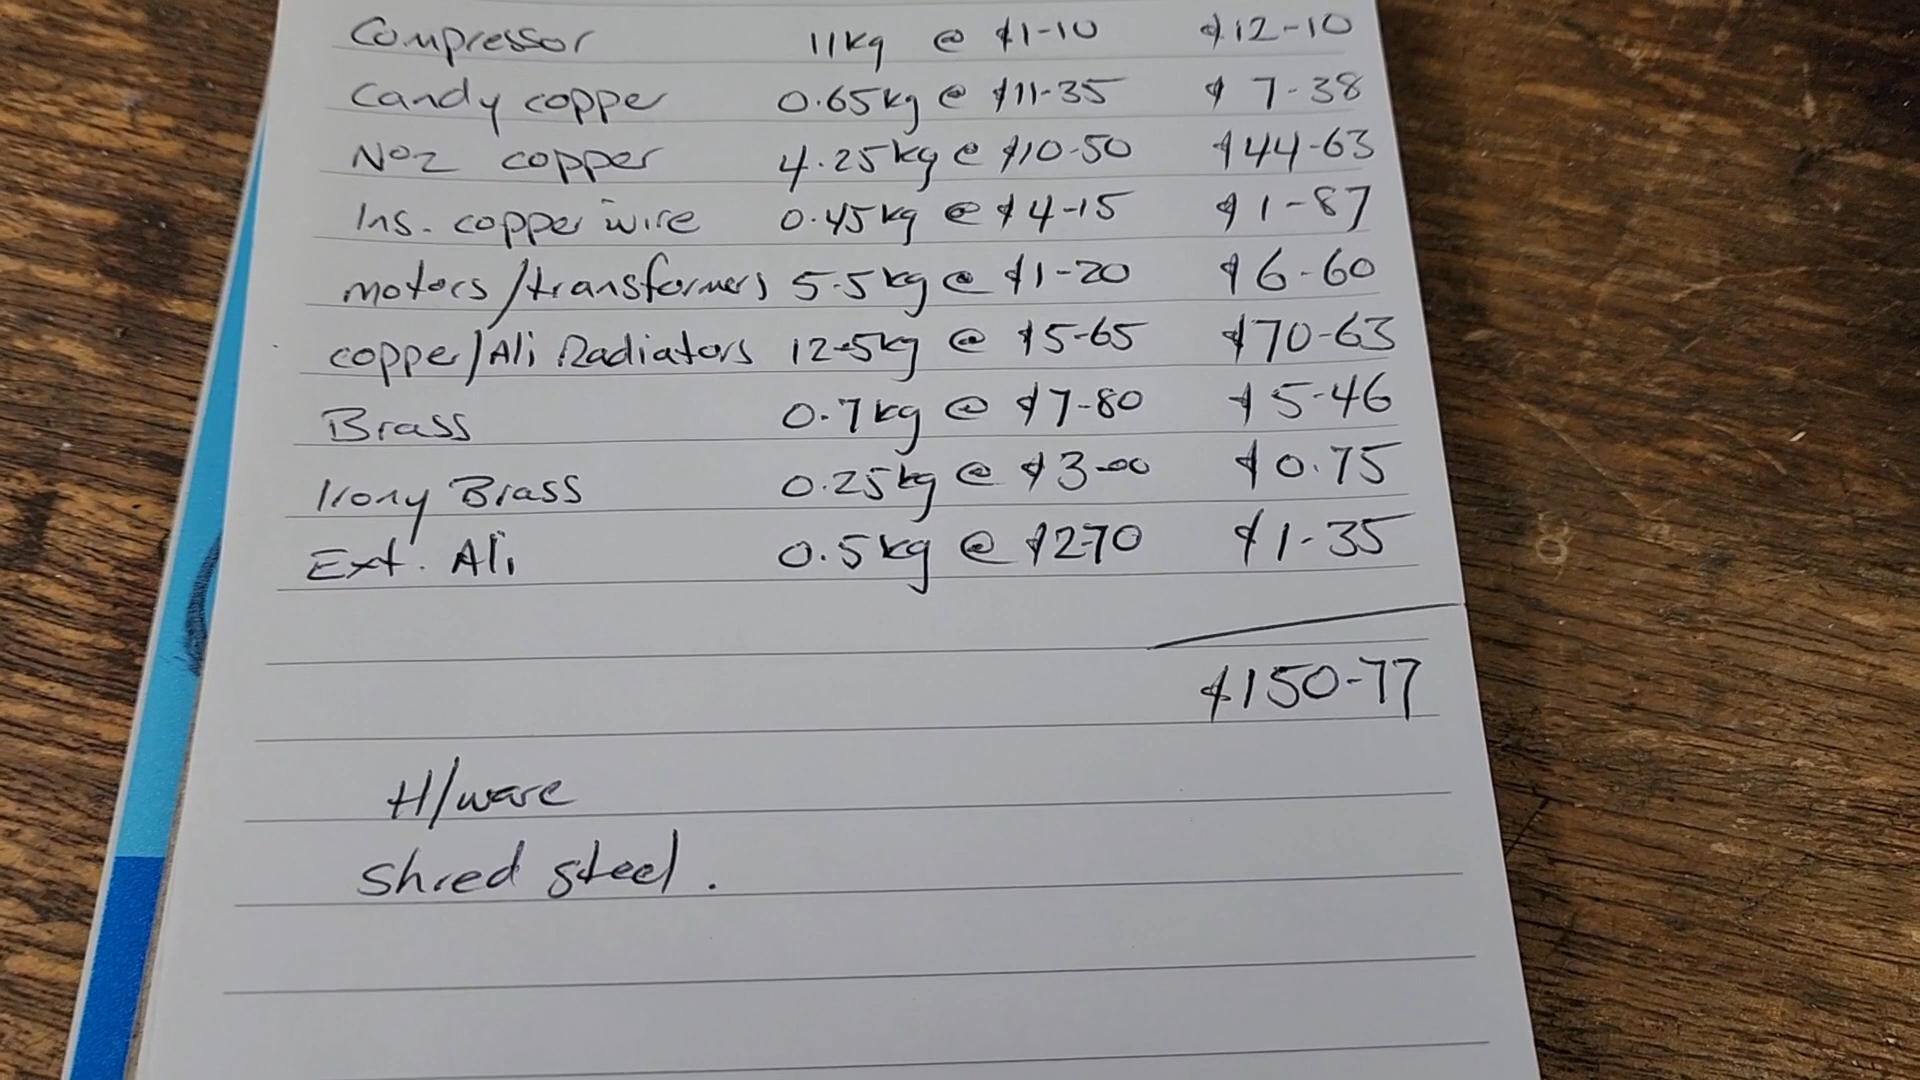 Compressor 11kg @ $1-10 $12-10
Candy copper 0.65kg @ $11-35 $7-38
No2 copper 4.25kg @ $10-50 $44-63
Ins. copper wire 0.45kg @ $4-15 $1-87
motors/transformers 5.5kg @ $1-20 $6-60
copper/Ali Radiators 12-5kg @ $5-65 $70-63
Brass 0.7kg @ $7-80 $5-46
Irony Brass 0.25kg @ $3-00 $0.75
Ext. Ali 0.5kg @ $2-70 $1-35
$150-77
H/ware
Shred steel.